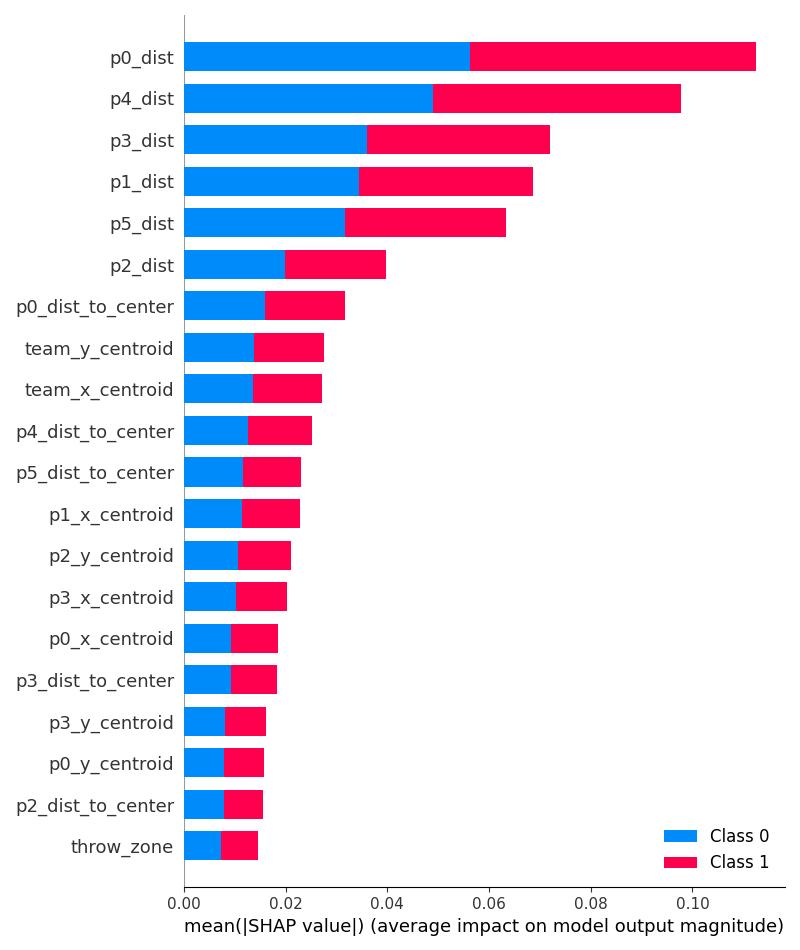 p0_dist
p4_dist
p3_dist
p1_dist
p5_dist
p2_dist
p0_dist_to_center
team_y_centroid
team_x_centroid
p4_dist_to_center
p5_dist_to_center
p1_x_centroid
p2_y_centroid
p3_x_centroid
p0_x_centroid
p3_dist_to_center
p3_y_centroid
p0_y_centroid
p2_dist_to_center
throw_zone
Class 0
Class 1
0.00 0.02 0.04 0.06 0.08 0.10
mean(|SHAP value|) (average impact on model output magnitude)